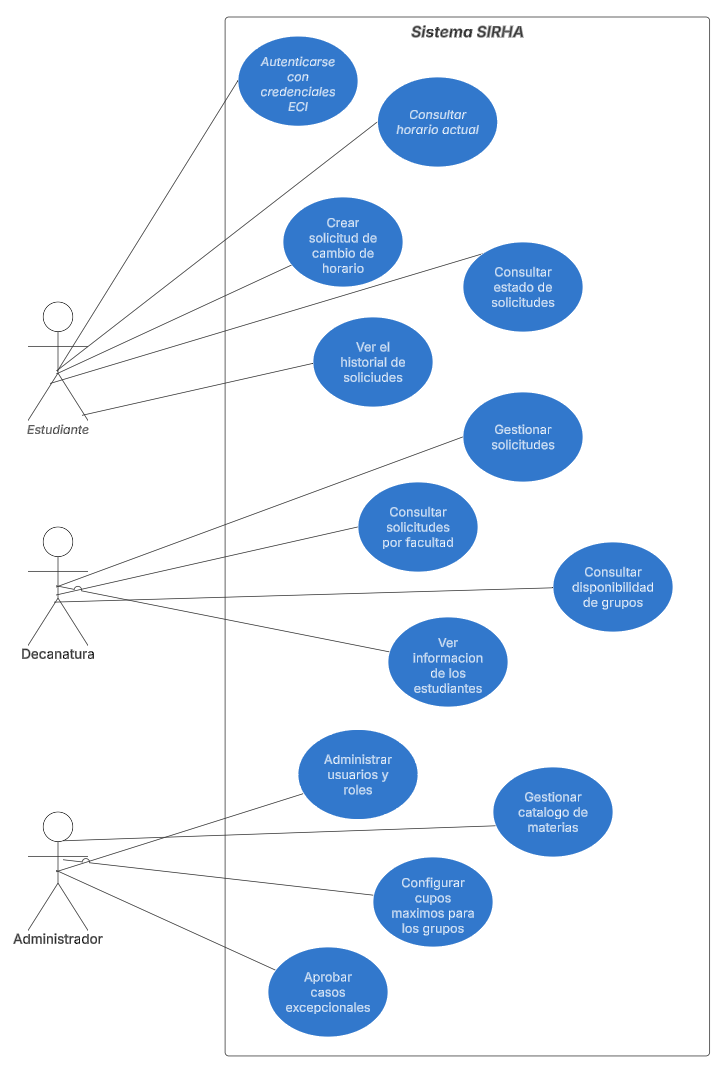 Sistema SIRHA
Autenticarse
con
credenciales
ECI
Consultar
horario actual
Crear
solicitud de
cambio de
horario
Consultar
estado de
solicitudes
Ver el
historial de
soliciudes
Estudiante
Gestionar
solicitudes
Consultar
solicitudes
por facultad
Consultar
disponibilidad
de grupos
Ver
informacion
de los
estudiantes
Decanatura
Administrar
usuarios y
roles
Gestionar
catalogo de
materias
Configurar
cupos
maximos para
los grupos
Administrador
Aprobar
casos
excepcionales